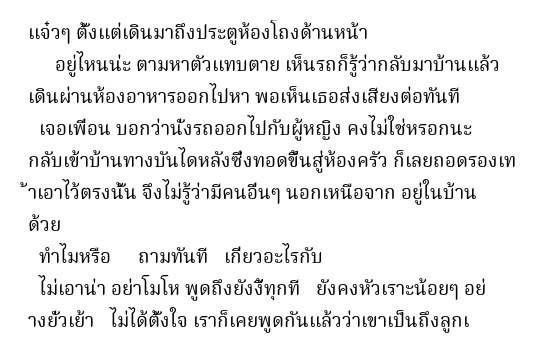 แจ๋วๆ ตั้งแต่เดินมาถึงประตูห้องโถงด้านหน้า
อยู่ไหนน่ะ ตามหาตัวแทบตาย เห็นรถก็รู้ว่ากลับมาบ้านแล้ว
เดินผ่านห้องอาหารออกไปหา พอเห็นเธอส่งเสียงต่อทันที
เจอเพื่อน บอกว่านั่งรถออกไปกับผู้หญิง คงไม่ใช่หรอกนะ
กลับเข้าบ้านทางบันไดหลังซึ่งทอดขึ้นสู่ห้องครัว ก็เลยถอดรองเท
้าเอาไว้ตรงนั้น จึงไม่รู้ว่ามีคนอื่นๆ นอกเหนือจาก อยู่ในบ้าน
ด้วย
ทำไมหรือ ถามทันที เกี่ยวอะไรกับ
ไม่เอาน่า อย่าโมโห พูดถึงยังงี้ทุกที ยังคงหัวเราะน้อยๆ อย่
างยั่วเย้า ไม่ได้ตั้งใจ เราก็เคยพูดกันแล้วว่าเขาเป็นถึงลูกเ